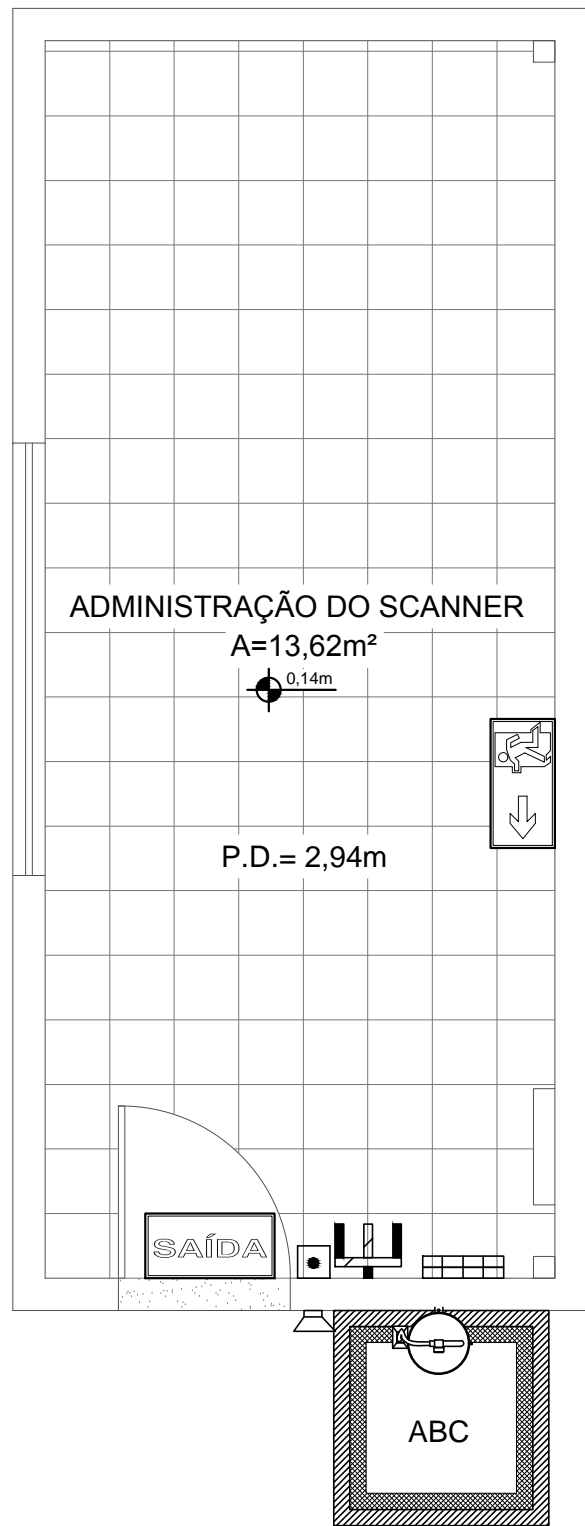 ADMINISTRAÇÃO DO SCANNER
A=13,62m²
0,14m
P.D.= 2,94m
SAÍDA
ABC